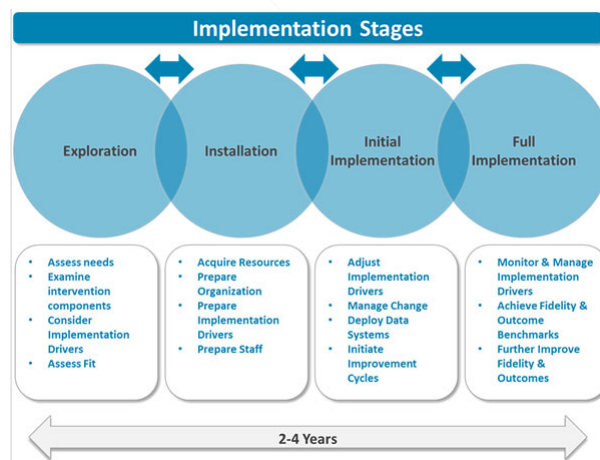 Implementation Stages
Exploration
Installation
Initial
Implementation
Full
Implementation
• Assess needs
• Examine
intervention
components
• Consider
Implementation
Drivers
• Assess Fit
• Acquire Resources
• Prepare
Organization
• Prepare
Implementation
Drivers
• Prepare Staff
• Adjust
Implementation
Drivers
• Manage Change
• Deploy Data
Systems
• Initiate
Improvement
Cycles
• Monitor & Manage
Implementation
Drivers
• Achieve Fidelity &
Outcome
Benchmarks
• Further Improve
Fidelity &
Outcomes
2-4 Years